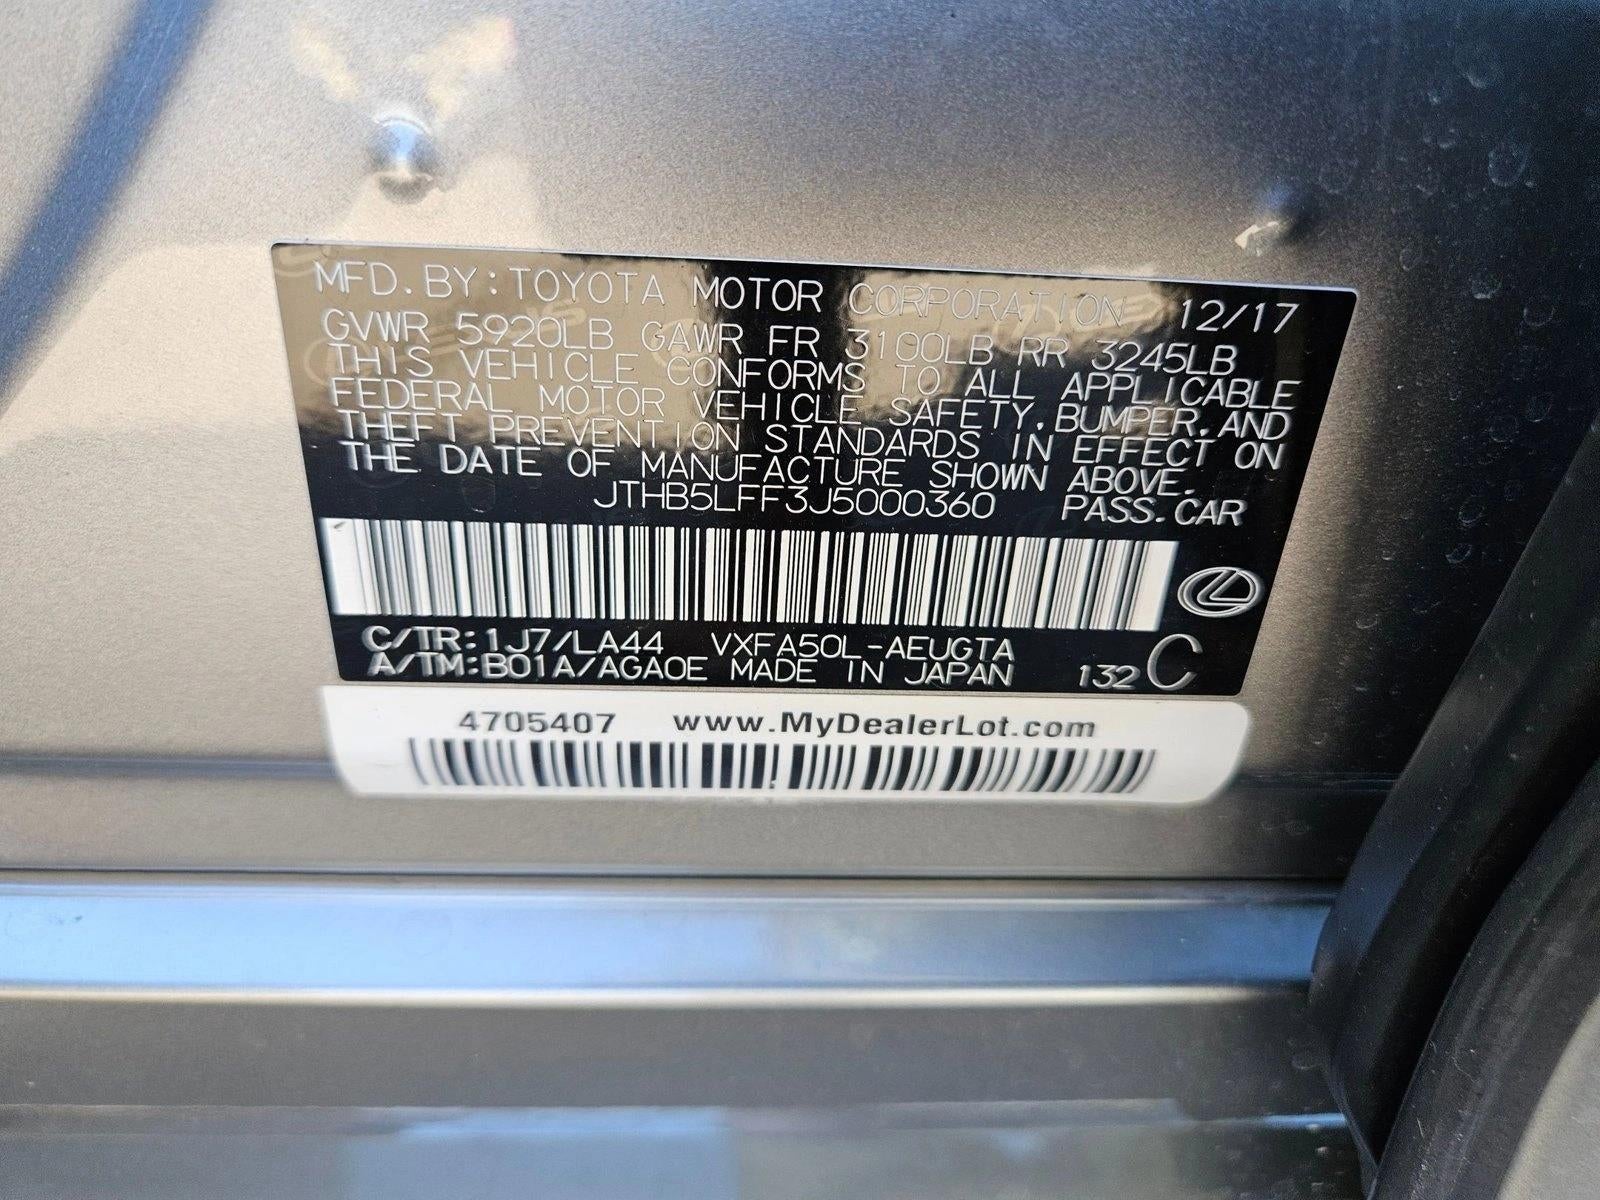 MFD. BY: TOYOTA MOTOR CORPORATION 12/17
GVWR 5920LB GAWR FR 3100LB RR 3245LB
THIS VEHICLE CONFORMS TO ALL APPLICABLE
FEDERAL MOTOR VEHICLE SAFETY, BUMPER, AND
THEFT PREVENTION STANDARDS IN EFFECT ON
THE DATE OF MANUFACTURE SHOWN ABOVE.
JTHB5LFF3J5000360 PASS. CAR
C/TR: 1J7/LA44 VXFA50L-AEUGTA
A/TM: B01A/AGA0E MADE IN JAPAN 132 C
4705407 www.MyDealerLot.com